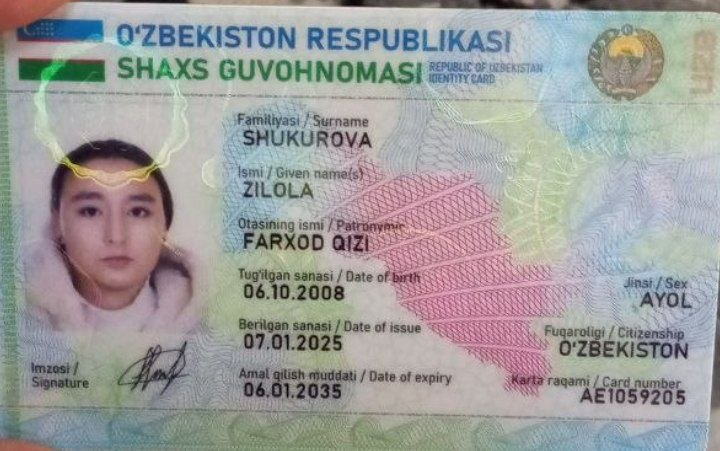 O'ZBEKISTON RESPUBLIKASI
SHAXS GUVOHNOMASI REPUBLIC OF UZBEKISTAN
IDENTITY CARD
Familiyasi / Surname
SHUKUROVA
Ismi / Given name(s)
ZILOLA
Otasining ismi / Patronymic
FARXOD QIZI
Tug'ilgan sanasi / Date of birth
06.10.2008
Jinsi / Sex
AYOL
Berilgan sanasi / Date of issue
07.01.2025
Fuqaroligi / Citizenship
O'ZBEKISTON
Imzosi /
Signature
Amal qilish muddati / Date of expiry
06.01.2035
Karta raqami / Card number
AE1059205